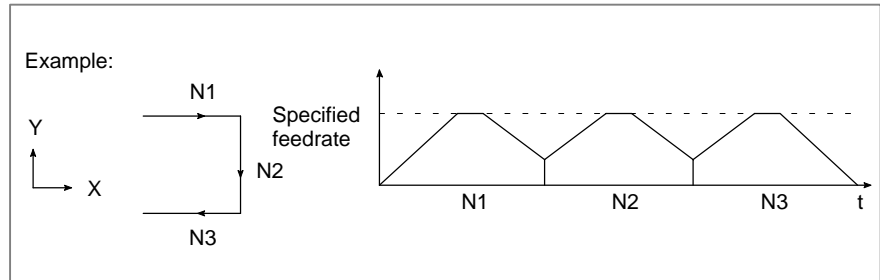 Example:
N1
Y
X
N2
N3
Specified
feedrate
N1
N2
N3
t